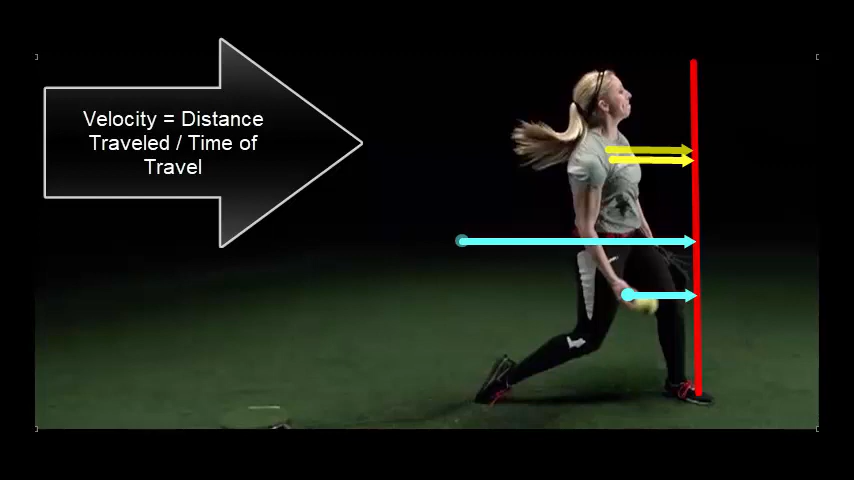 Velocity = Distance
Traveled / Time of
Travel